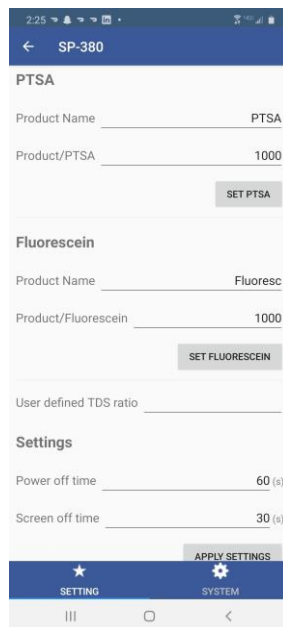 2:25
SP-380
PTSA
Product Name PTSA
Product/PTSA 1000
SET PTSA
Fluorescein
Product Name Fluoresc
Product/Fluorescein 1000
SET FLUORESCEIN
User defined TDS ratio
Settings
Power off time 60 (s)
Screen off time 30 (s)
APPLY SETTINGS
SETTING SYSTEM